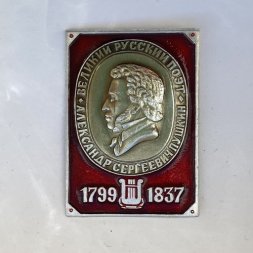 ВЕЛИКИЙ РУССКИЙ ПОЭТ
АЛЕКСАНДР СЕРГЕЕВИЧ ПУШКИН
1799 1837